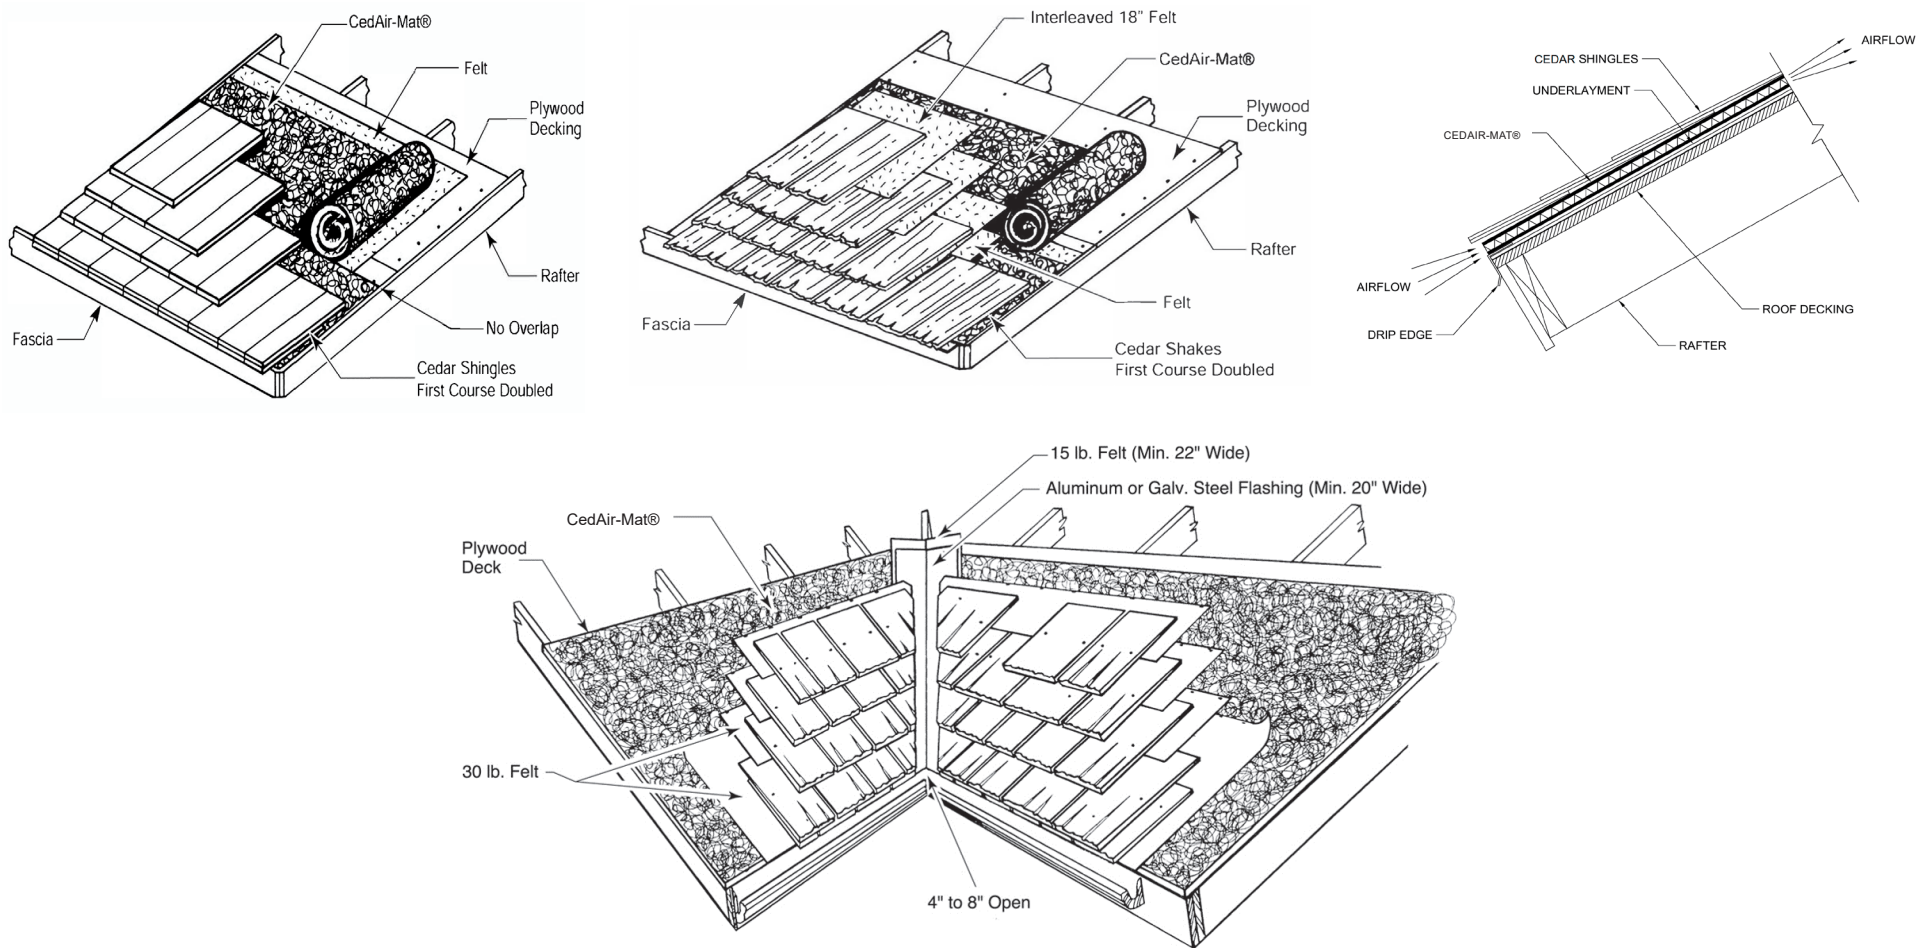 CedAir-Mat®
Felt
Plywood
Decking
Rafter
No Overlap
Cedar Shingles
First Course Doubled
Fascia
Interleaved 18" Felt
CedAir-Mat®
Plywood
Decking
Rafter
Felt
Cedar Shakes
First Course Doubled
Fascia
AIRFLOW
CEDAR SHINGLES
UNDERLAYMENT
CEDAIR-MAT®
AIRFLOW
DRIP EDGE
ROOF DECKING
RAFTER
15 lb. Felt (Min. 22" Wide)
Aluminum or Galv. Steel Flashing (Min. 20" Wide)
CedAir-Mat®
Plywood
Deck
30 lb. Felt
4" to 8" Open